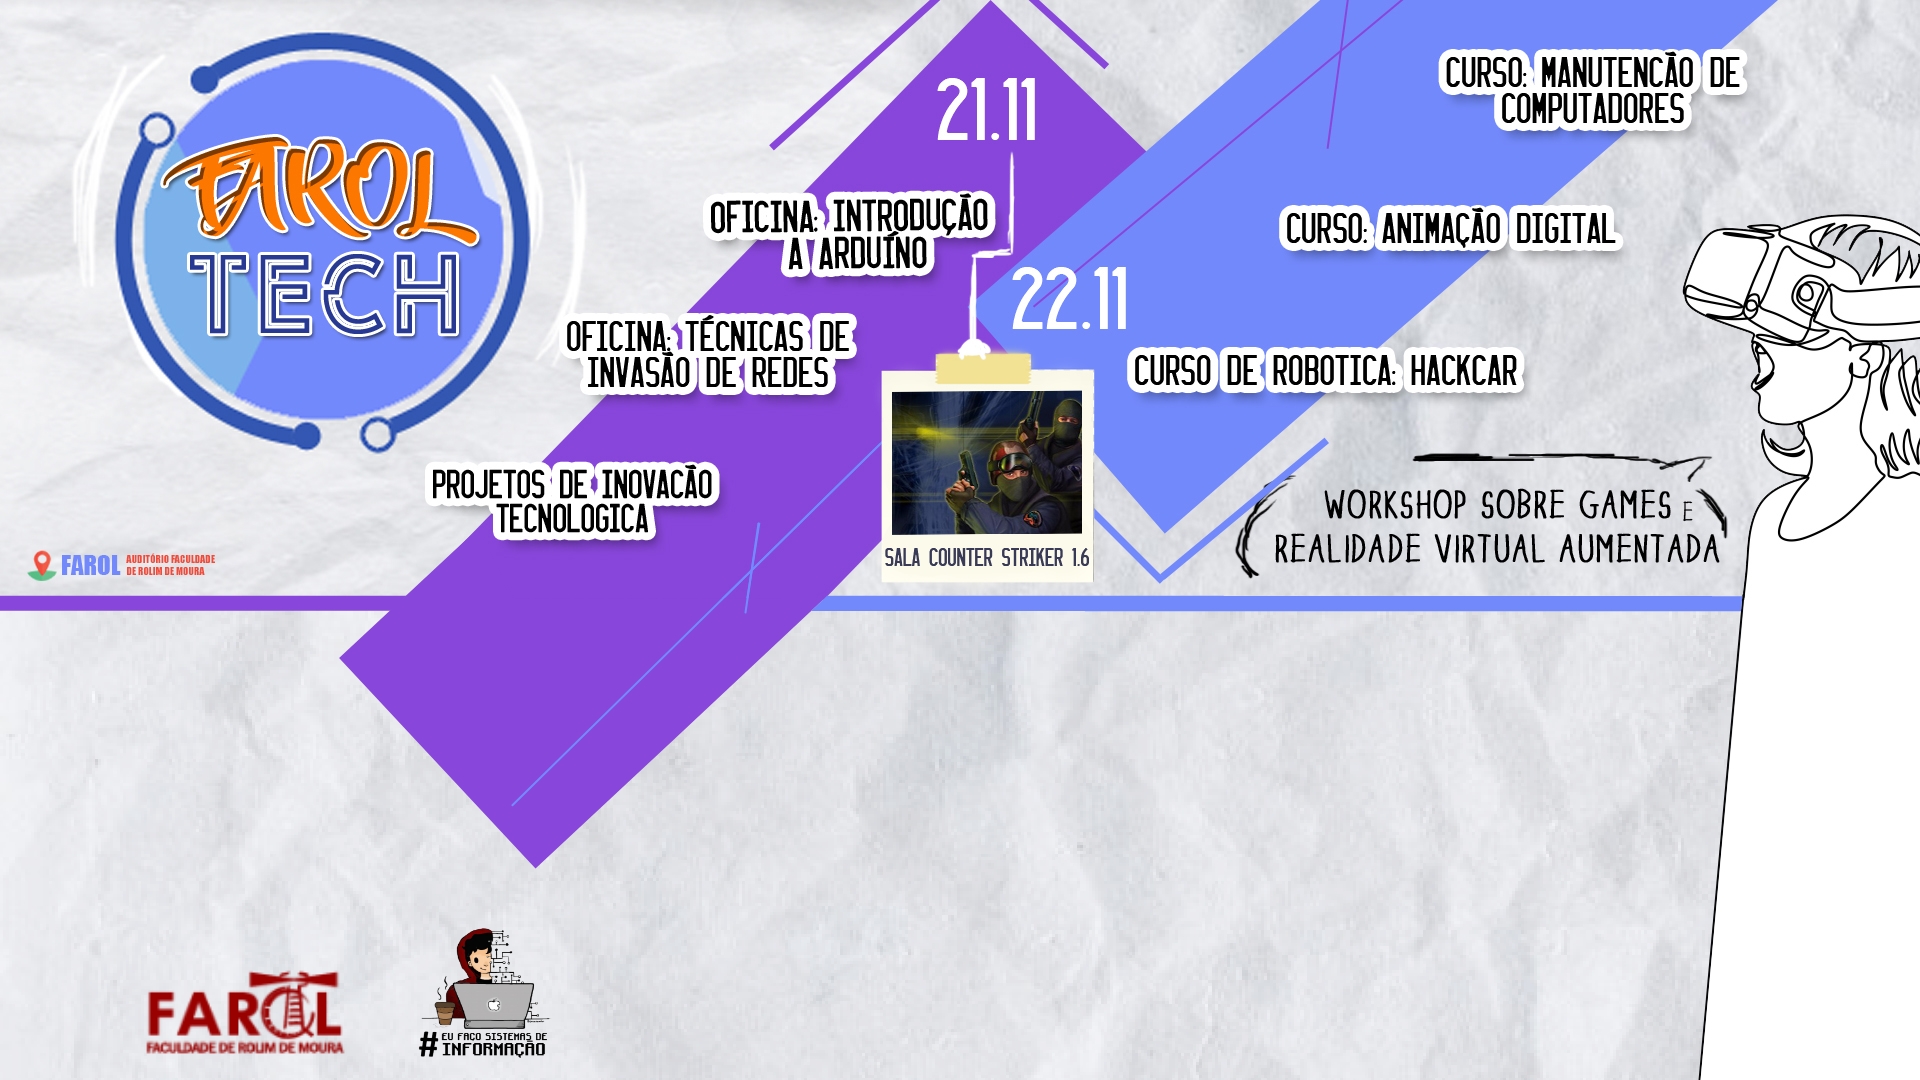 FAROL
TECH
21.11
OFICINA: INTRODUÇÃO
A ARDUÍNO
OFICINA: TÉCNICAS DE
INVASÃO DE REDES
PROJETOS DE INOVACÃO
TECNOLOGICA
22.11
CURSO: MANUTENCÃO DE
COMPUTADORES
CURSO: ANIMAÇÃO DIGITAL
CURSO DE ROBOTICA: HACKCAR
WORKSHOP SOBRE GAMES E
REALIDADE VIRTUAL AUMENTADA
SALA COUNTER STRIKER 1.6
FAROL AUDITÓRIO FACULDADE
DE ROLIM DE MOURA
FAROL
FACULDADE DE ROLIM DE MOURA
# EU FACO SISTEMAS DE
INFORMAÇÃO